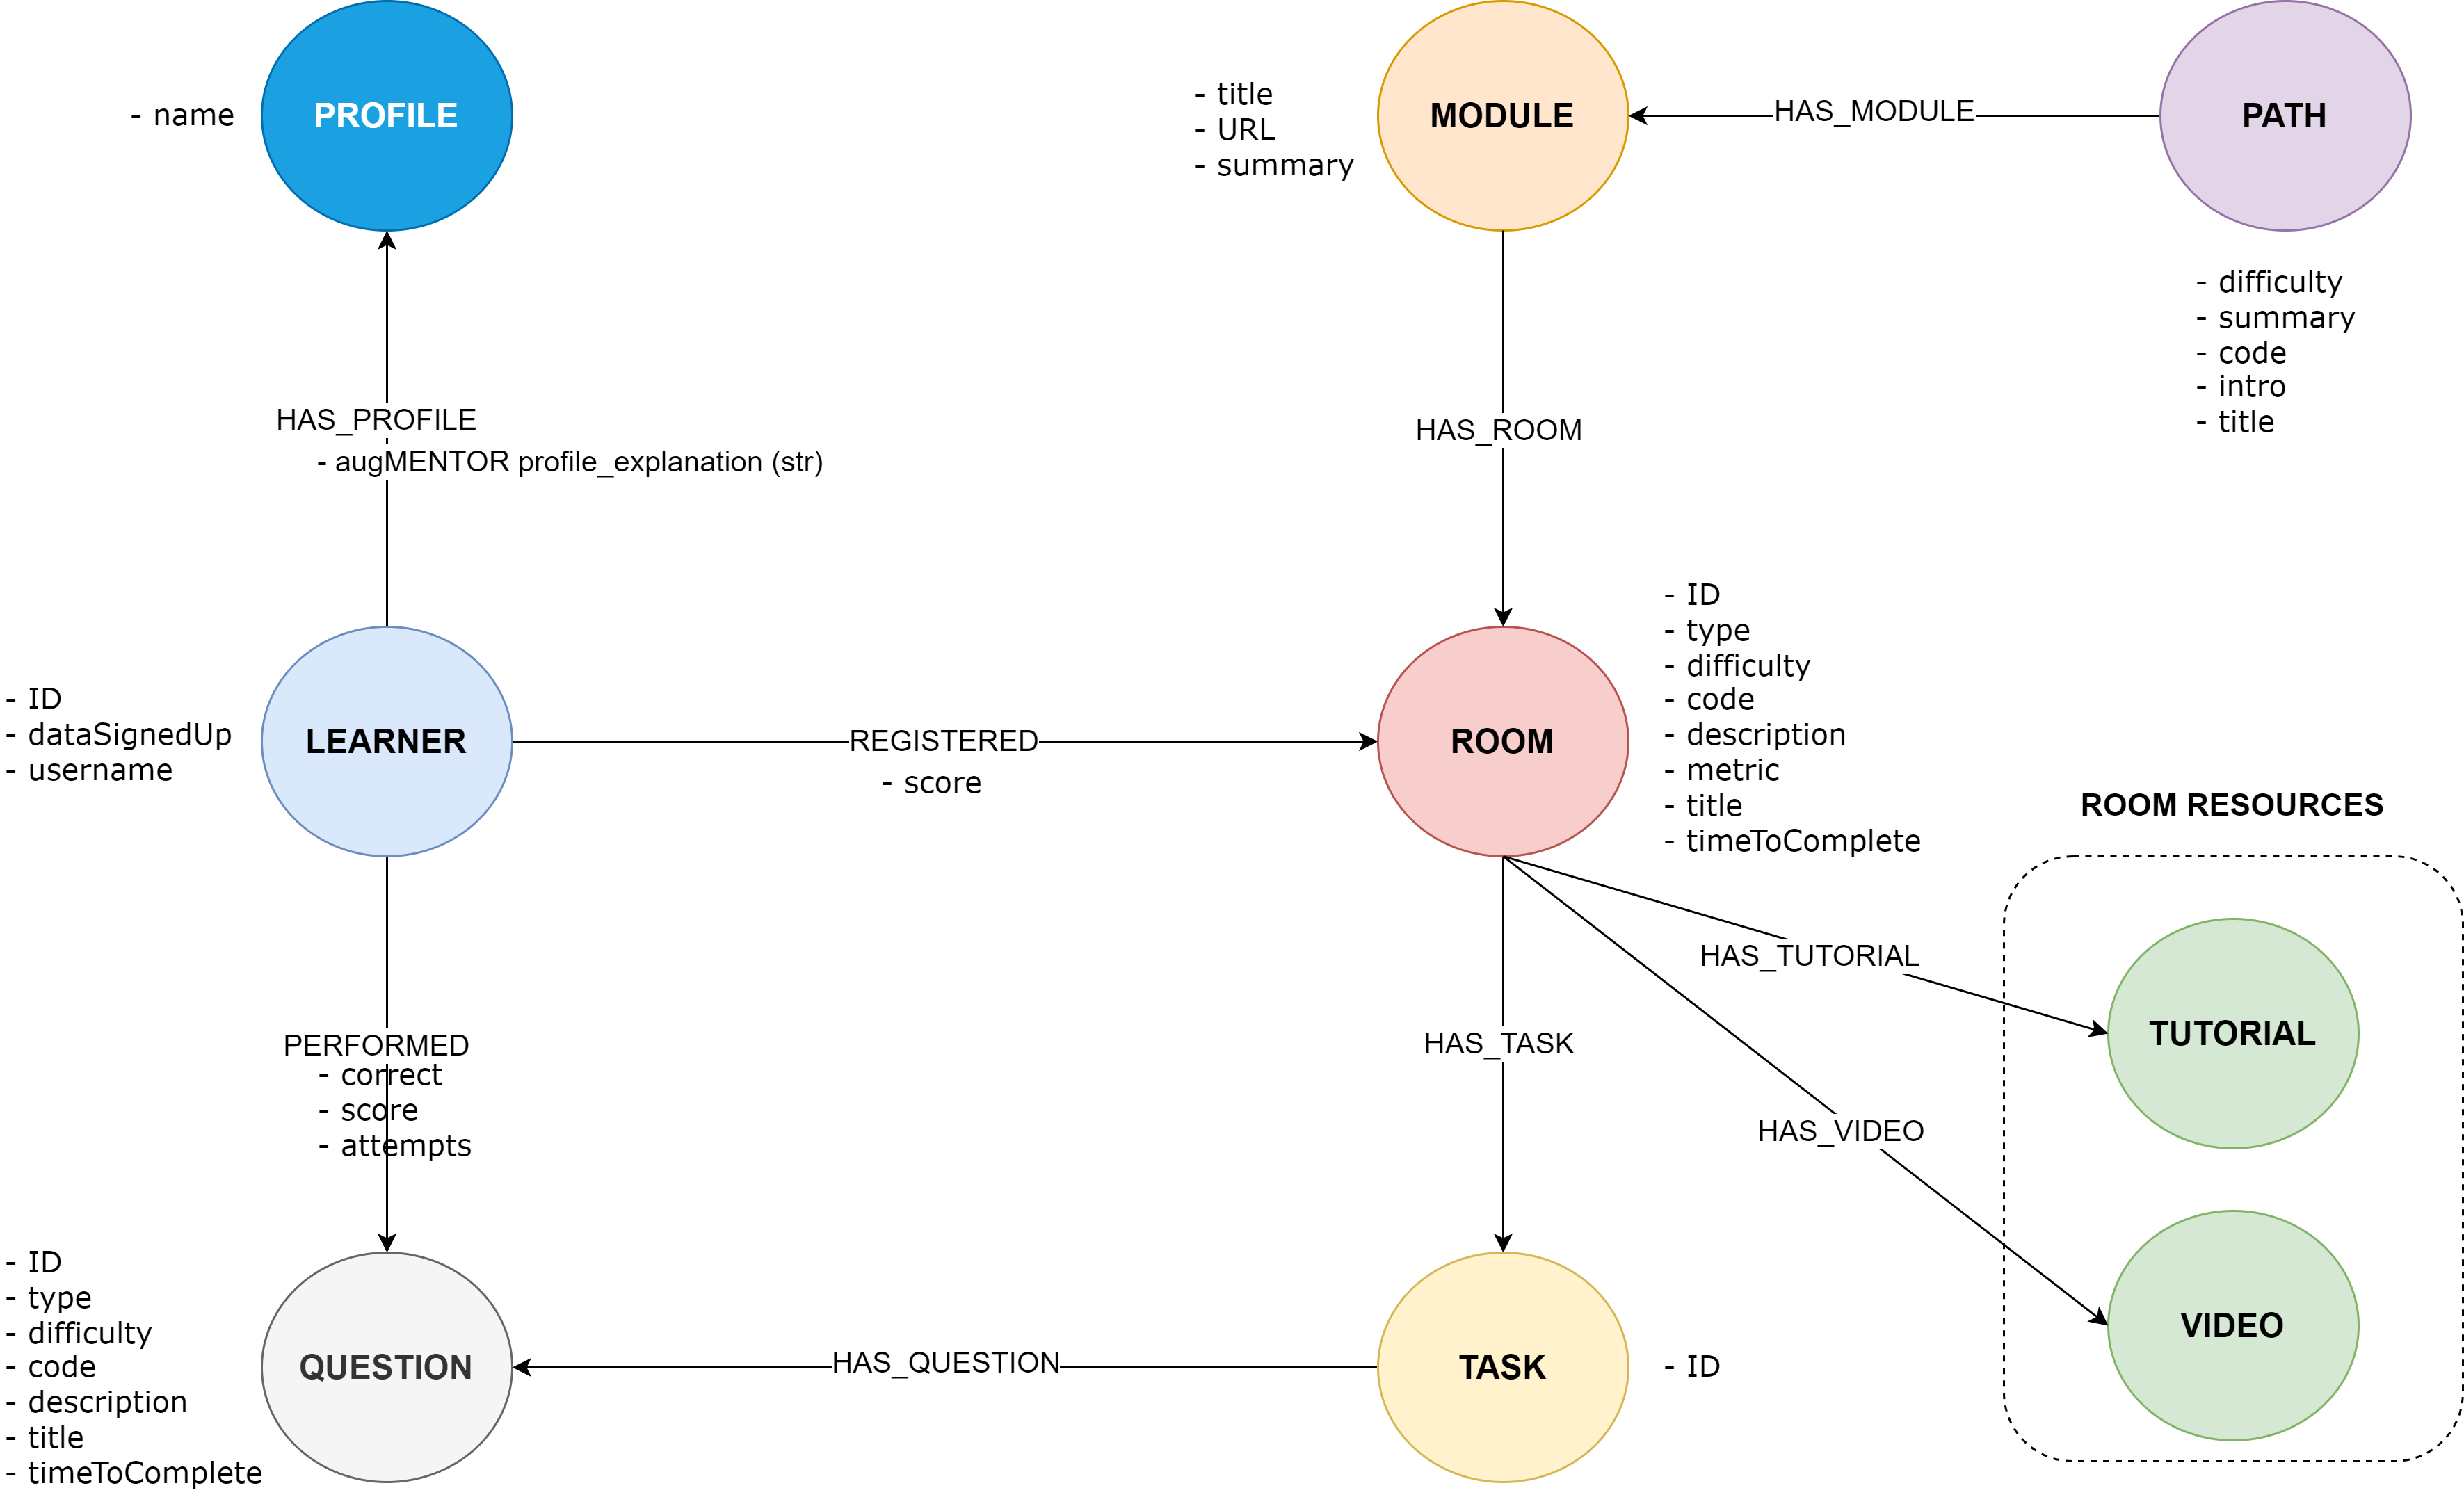 PROFILE
- name
MODULE
- title
- URL
- summary
HAS_MODULE
PATH
- difficulty
- summary
- code
- intro
- title
HAS_PROFILE
- augMENTOR profile_explanation (str)
HAS_ROOM
LEARNER
- ID
- dataSignedUp
- username
REGISTERED
- score
ROOM
- ID
- type
- difficulty
- code
- description
- metric
- title
- timeToComplete
ROOM RESOURCES
HAS_TUTORIAL
TUTORIAL
PERFORMED
- correct
- score
- attempts
HAS_TASK
HAS_VIDEO
VIDEO
QUESTION
- ID
- type
- difficulty
- code
- description
- title
- timeToComplete
HAS_QUESTION
TASK
- ID